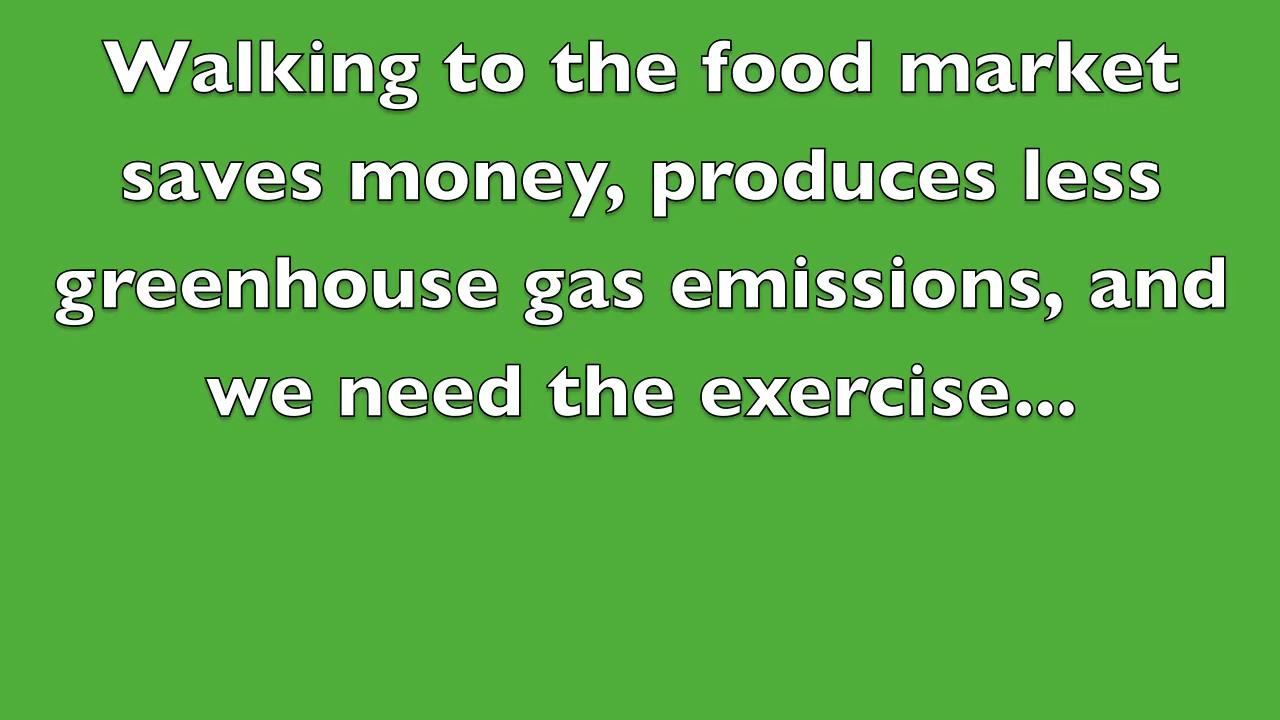 Walking to the food market
saves money, produces less
greenhouse gas emissions, and
we need the exercise...